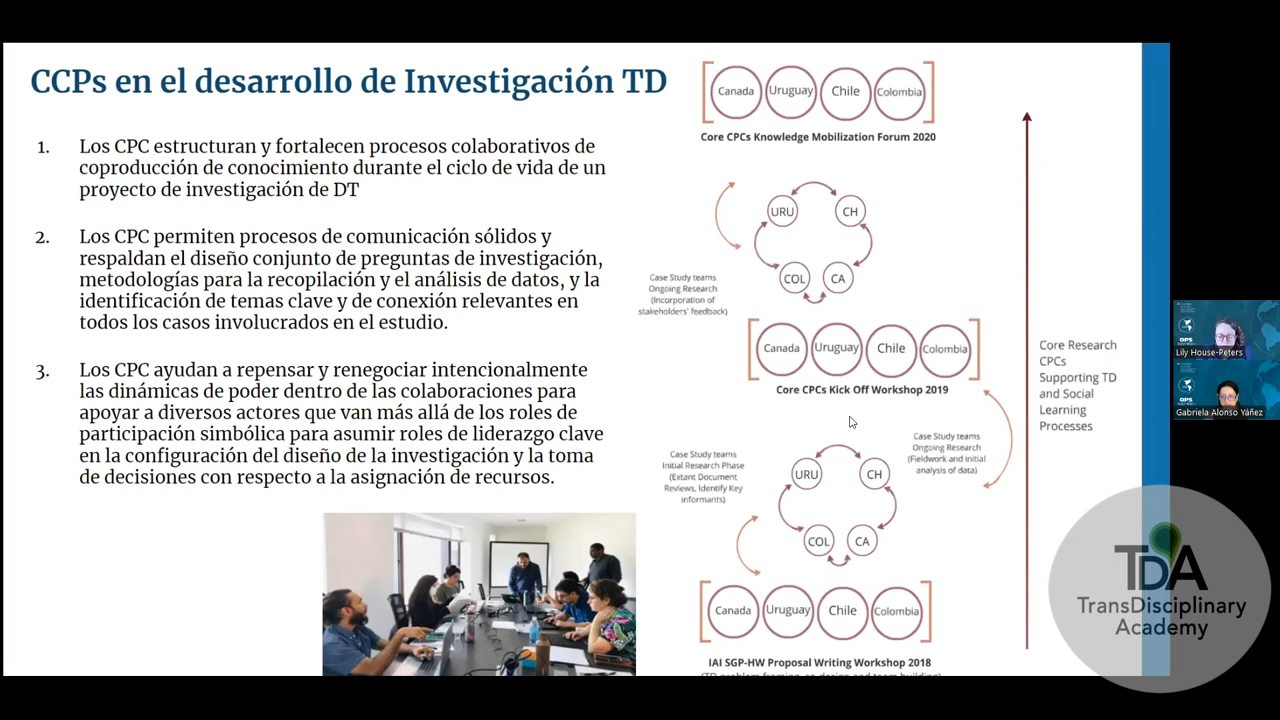 CCPs en el desarrollo de Investigación TD
1. Los CPC estructuran y fortalecen procesos colaborativos de
coproducción de conocimiento durante el ciclo de vida de un
proyecto de investigación de DT
2. Los CPC permiten procesos de comunicación sólidos y
respaldan el diseño conjunto de preguntas de investigación,
metodologías para la recopilación y el análisis de datos, y la
identificación de temas clave y de conexión relevantes en
todos los casos involucrados en el estudio.
3. Los CPC ayudan a repensar y renegociar intencionalmente
las dinámicas de poder dentro de las colaboraciones para
apoyar a diversos actores que van más allá de los roles de
participación simbólica para asumir roles de liderazgo clave
en la configuración del diseño de la investigación y la toma
de decisiones con respecto a la asignación de recursos.
Canada Uruguay Chile Colombia
Core CPCs Knowledge Mobilization Forum 2020
URU CH
COL CA
Case Study teams
Ongoing Research
(Incorporation of
stakeholders' feedback)
Canada Uruguay Chile Colombia
Core CPCs Kick Off Workshop 2019
Case Study teams
Ongoing Research
(Fieldwork and initial
analysis of data)
Case Study teams
Initial Research Phase
(Extant Document
Reviews, Identify Key
informants)
URU CH
COL CA
Canada Uruguay Chile Colombia
IAI SGP-HW Proposal Writing Workshop 2018
(TD problem framing, co-design and team building)
Core Research
CPCs
Supporting TD
and Social
Learning
Processes
OPS
Lily House-Peters
OPS
Gabriela Alonso Yáñez
TDA
TransDisciplinary
Academy